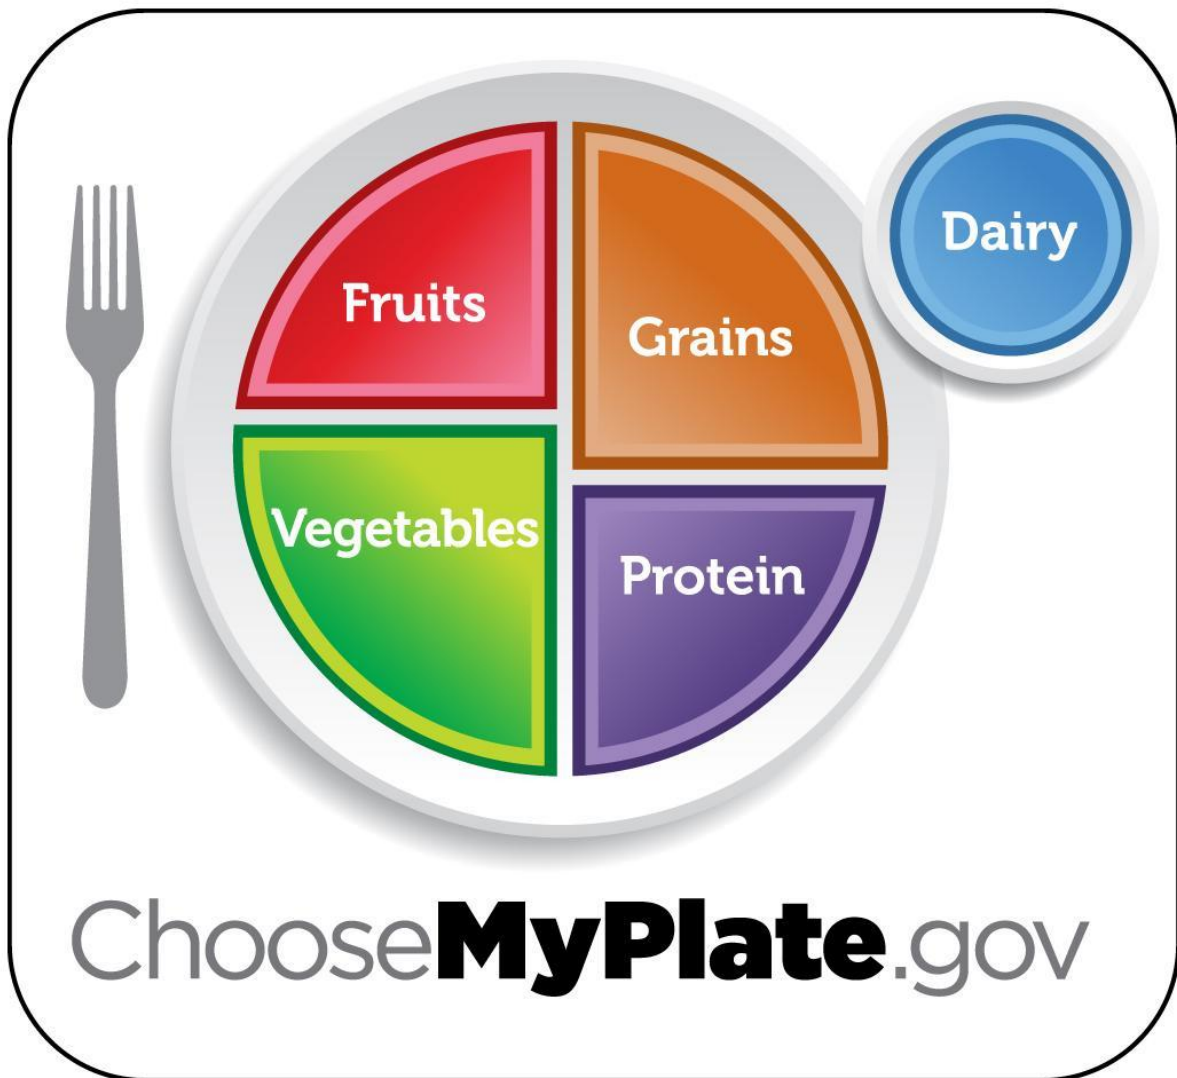 Fruits
Grains
Dairy
Vegetables
Protein
ChooseMyPlate.gov